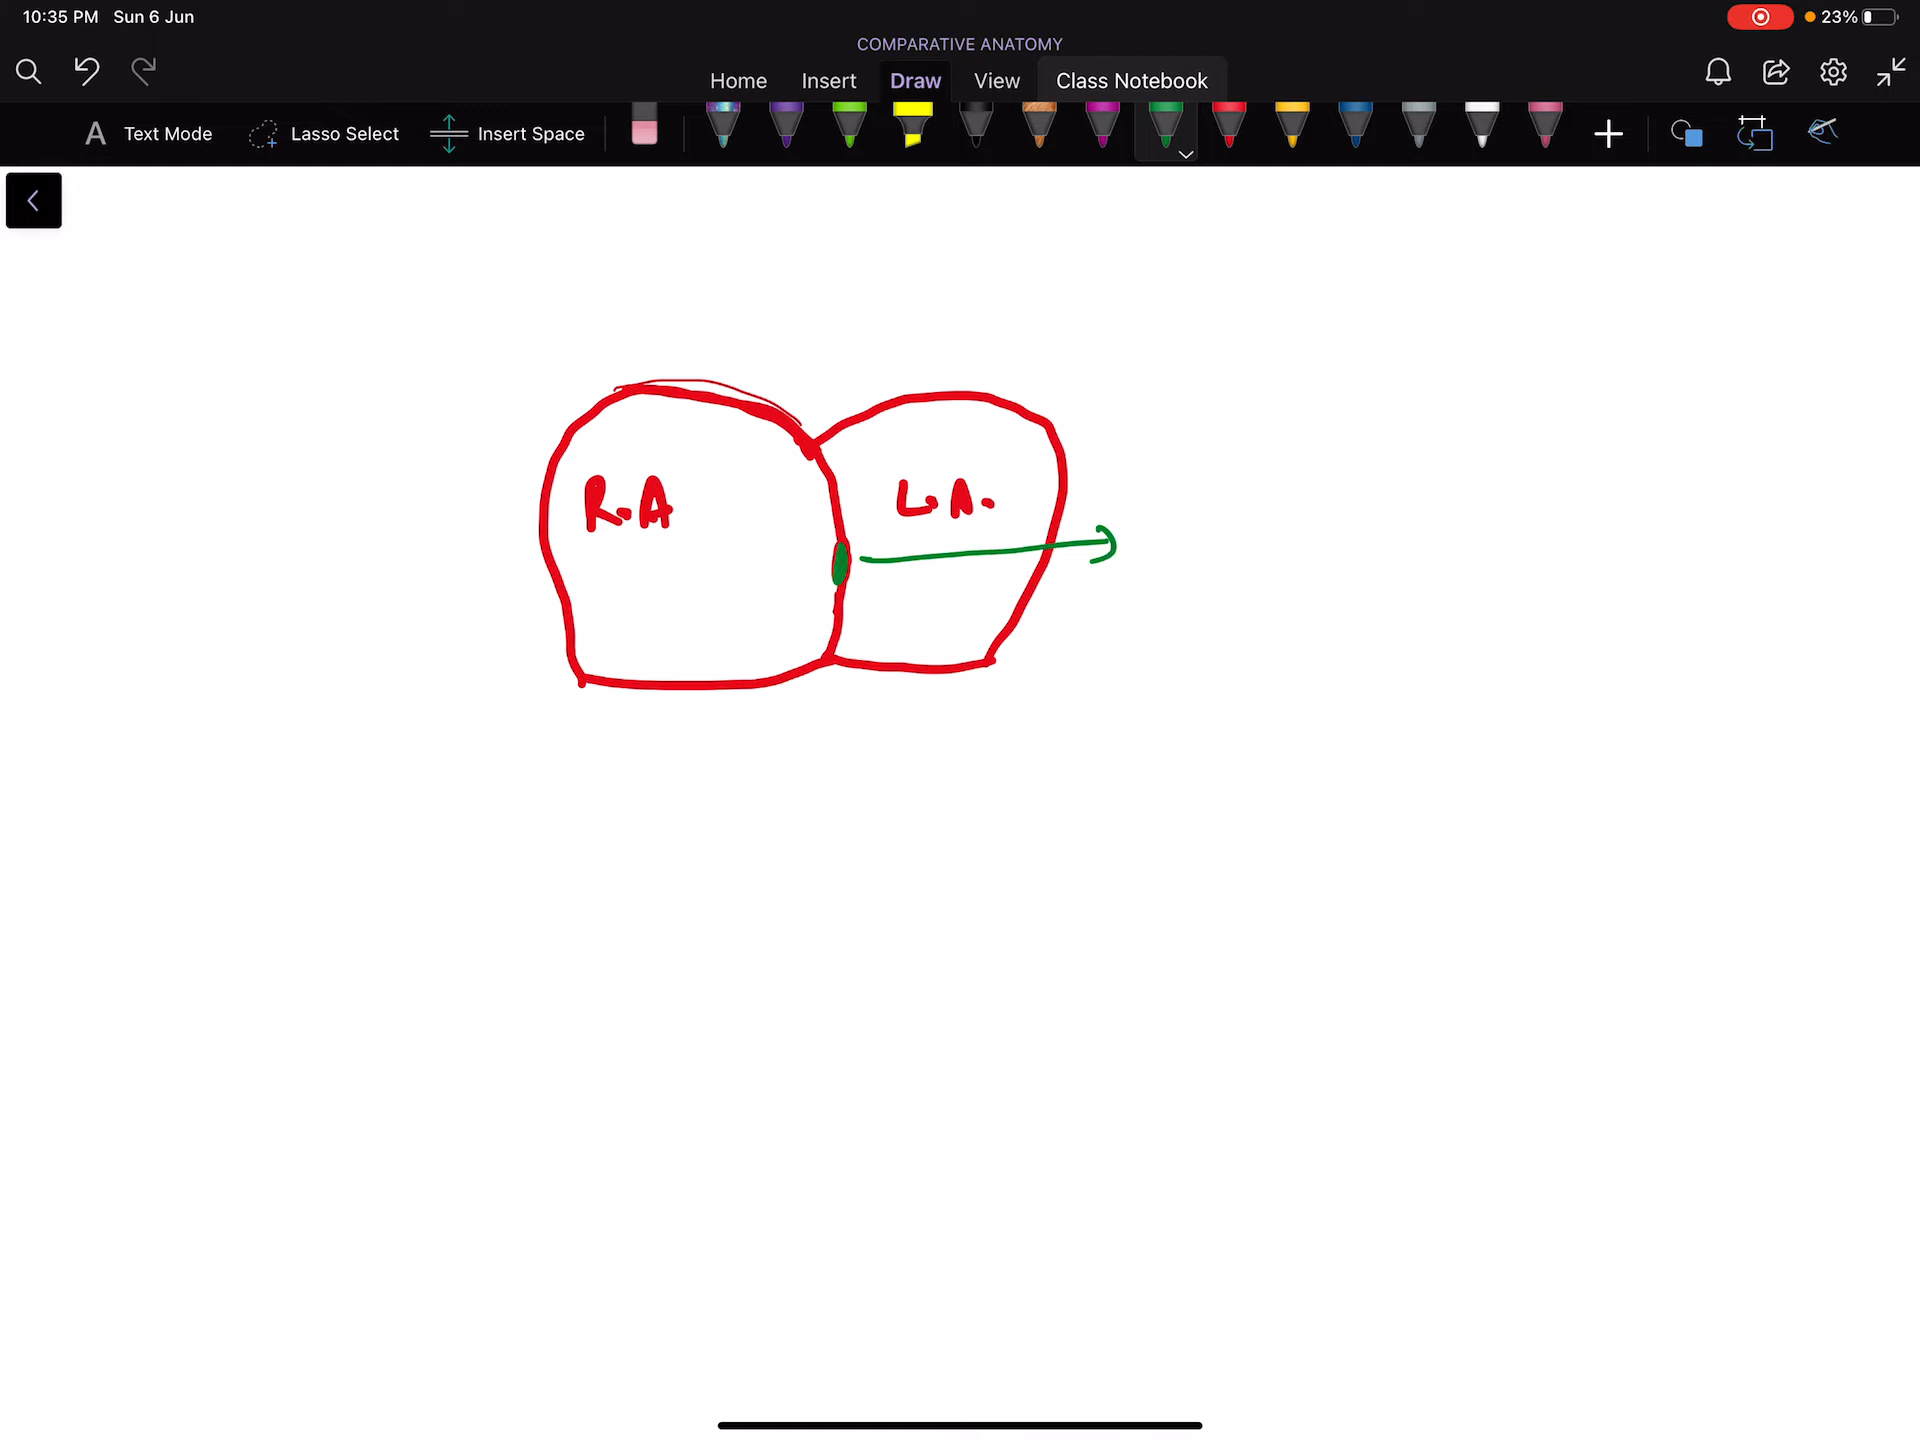 10:35 PM Sun 6 Jun
23%
COMPARATIVE ANATOMY
Home Insert Draw View Class Notebook
A Text Mode Lasso Select Insert Space
R.A L.A.